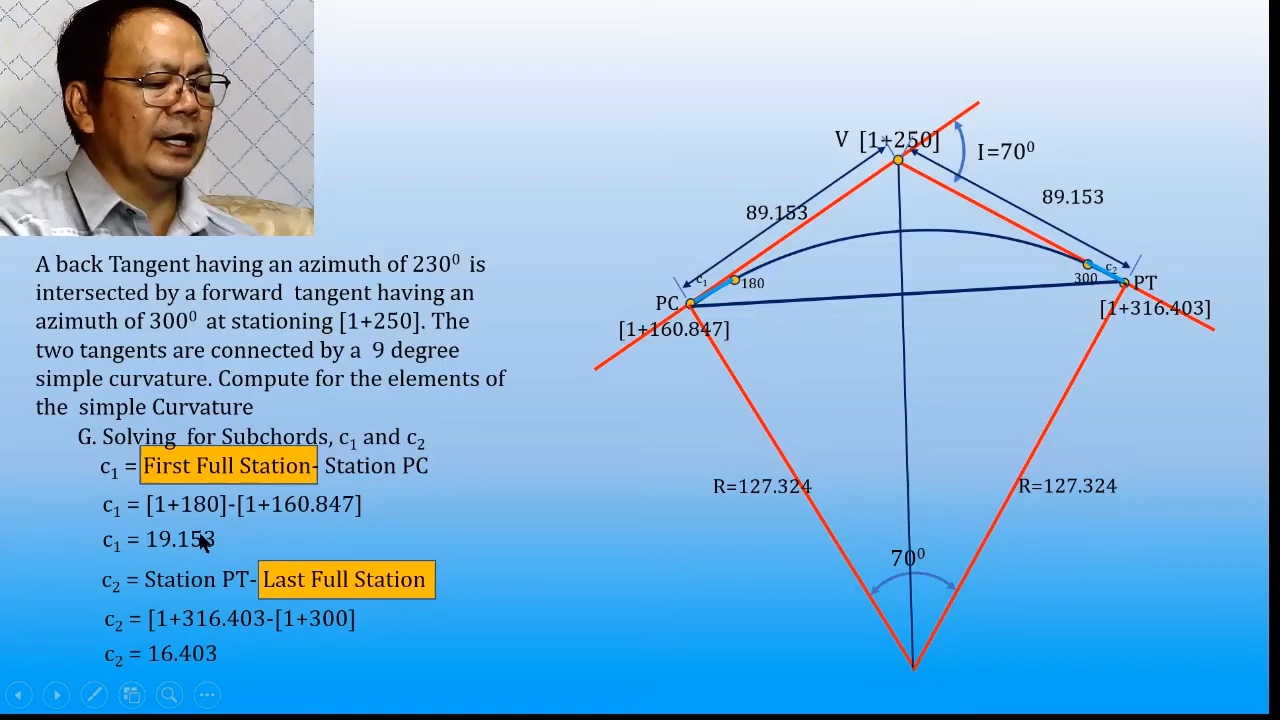 A back Tangent having an azimuth of 230⁰ is
intersected by a forward tangent having an
azimuth of 300⁰ at stationing [1+250]. The
two tangents are connected by a 9 degree
simple curvature. Compute for the elements of
the simple Curvature
G. Solving for Subchords, c₁ and c₂
c₁ = First Full Station- Station PC
c₁ = [1+180]-[1+160.847]
c₁ = 19.153
c₂ = Station PT- Last Full Station
c₂ = [1+316.403-[1+300]
c₂ = 16.403
V [1+250]
I=70⁰
89.153
89.153
c₁
180
c₂
300
PC
[1+160.847]
PT
[1+316.403]
R=127.324
R=127.324
70⁰